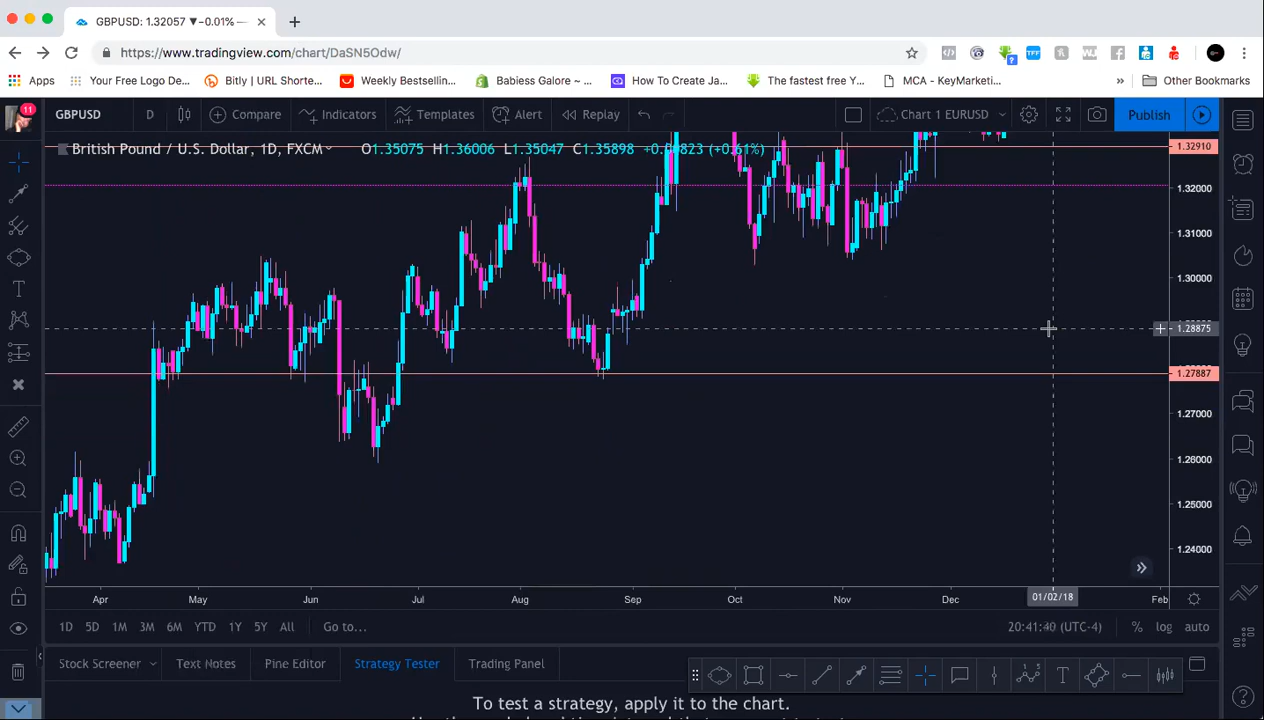 GBPUSD: 1.32057 ▼−0.01% —
https://www.tradingview.com/chart/DaSN5Odw/
Apps Your Free Logo De... Bitly | URL Shorte... Weekly Bestsellin... Babiess Galore ~ ... How To Create Ja... The fastest free Y... MCA - KeyMarketi... » Other Bookmarks
11 GBPUSD D Compare Indicators Templates Alert Replay Chart 1 EURUSD Publish
British Pound / U.S. Dollar, 1D, FXCM O1.35075 H1.36006 L1.35047 C1.35898 +0.00823 (+0.61%)
1.32910
1.32000
1.31000
1.30000
1.28875
1.27887
1.27000
1.26000
1.25000
1.24000
Apr May Jun Jul Aug Sep Oct Nov Dec 01/02/18 Feb
1D 5D 1M 3M 6M YTD 1Y 5Y All Go to... (UTC-4) % log auto
Stock Screener Text Notes Pine Editor Strategy Tester Trading Panel
To test a strategy, apply it to the chart.